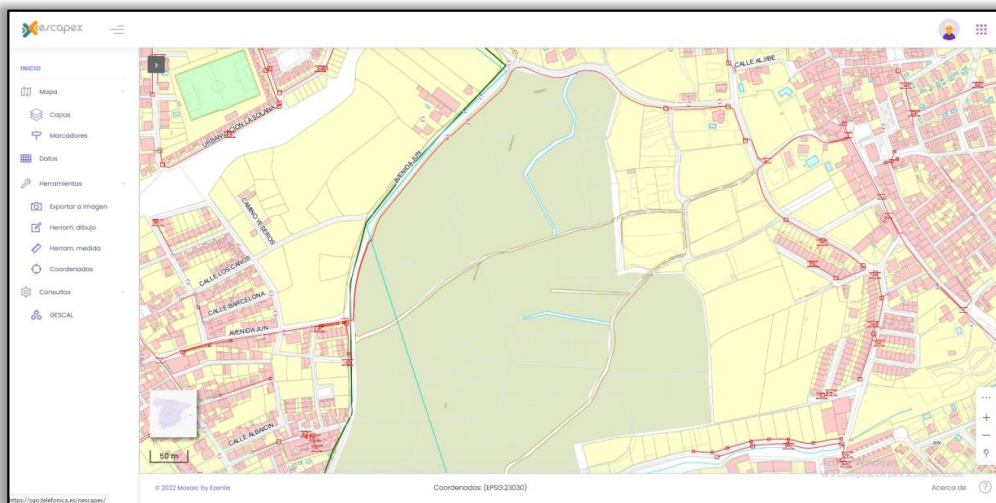 escapex
INICIO
Mapa
Capas
Marcadores
Datos
Herramientas
Exportar a Imagen
Herram. dibujo
Herram. medida
Coordenadas
Consultas
GESCAL
URBANIZACION LA SOLANA
CALLE ALJIBE
AVENIDA JUN
CAMINO YESEROS
CALLE LOS CAÑOS
CALLE BARCELONA
AVENIDA JUN
CALLE ALBAICIN
50 m
© 2022 Mosaic by Ezentis
Coordenadas: (EPSG:23030)
Acerca de
https://sgo.telefonica.es/nescapex/